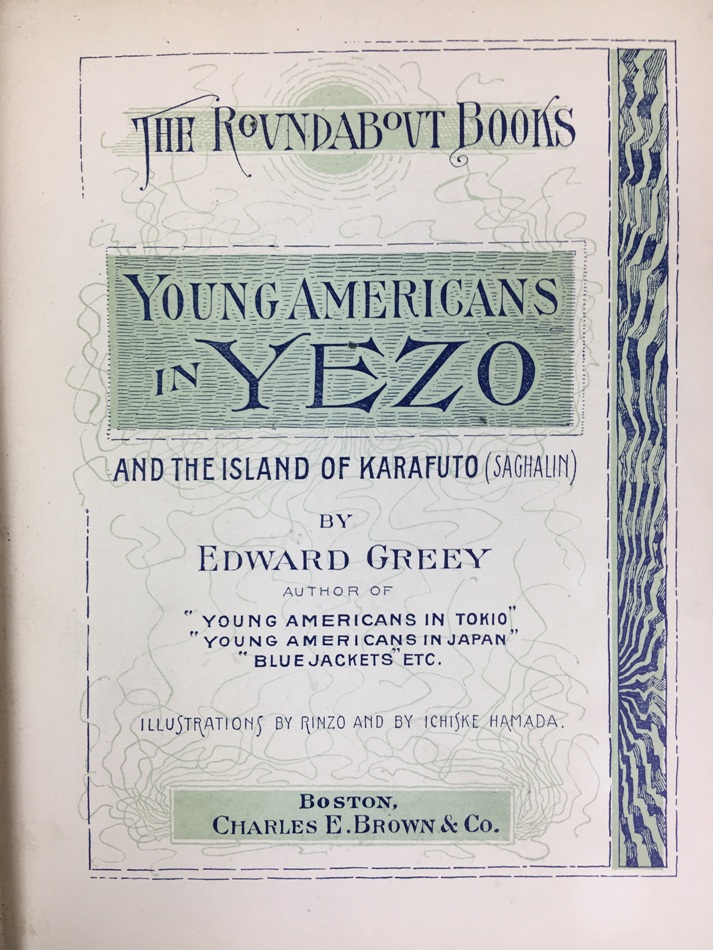 THE ROUNDABOUT BOOKS
YOUNG AMERICANS
IN YEZO
AND THE ISLAND OF KARAFUTO (SAGHALIN)
BY
EDWARD GREEY
AUTHOR OF
"YOUNG AMERICANS IN TOKIO"
"YOUNG AMERICANS IN JAPAN"
"BLUE JACKETS" ETC.
ILLUSTRATIONS BY RINZO AND BY ICHISKE HAMADA.
BOSTON,
CHARLES E. BROWN & CO.